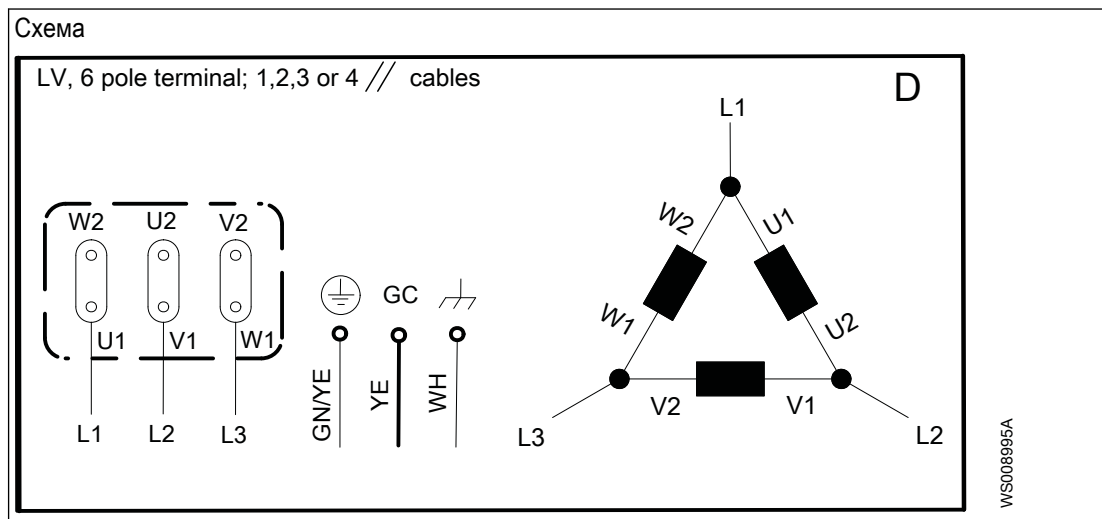 Схема
LV, 6 pole terminal; 1,2,3 or 4 // cables
D
W2 U2 V2
U1 V1 W1
L1 L2 L3
GC
GN/YE
YE
WH
L1
W2 U1
W1 U2
V2 V1
L3 L2
WS008995A